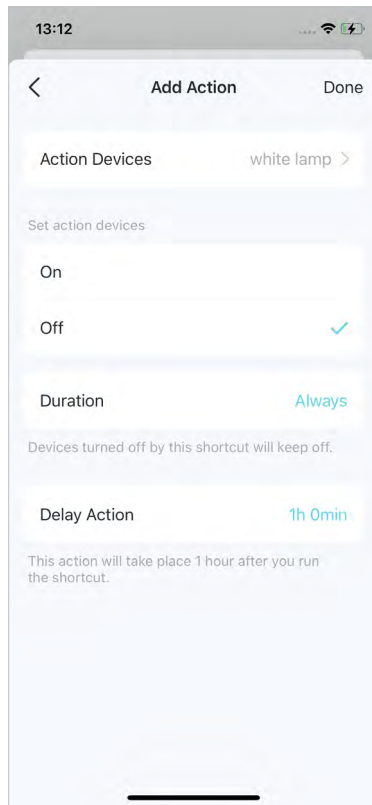 13:12
Add Action
Done
Action Devices
white lamp
Set action devices
On
Off
Duration
Always
Devices turned off by this shortcut will keep off.
Delay Action
1h 0min
This action will take place 1 hour after you run
the shortcut.